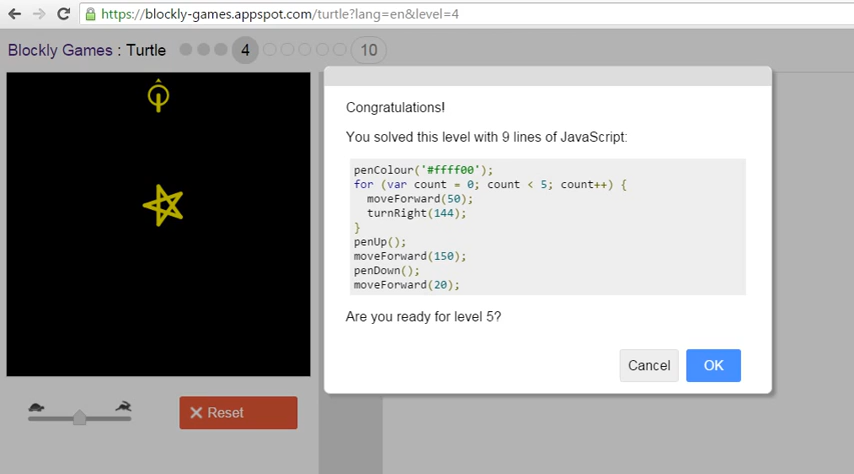 https://blockly-games.appspot.com/turtle?lang=en&level=4
Blockly Games : Turtle 4 10
Congratulations!
You solved this level with 9 lines of JavaScript:
penColour('#ffff00');
for (var count = 0; count < 5; count++) {
  moveForward(50);
  turnRight(144);
}
penUp();
moveForward(150);
penDown();
moveForward(20);
Are you ready for level 5?
Cancel OK
Reset